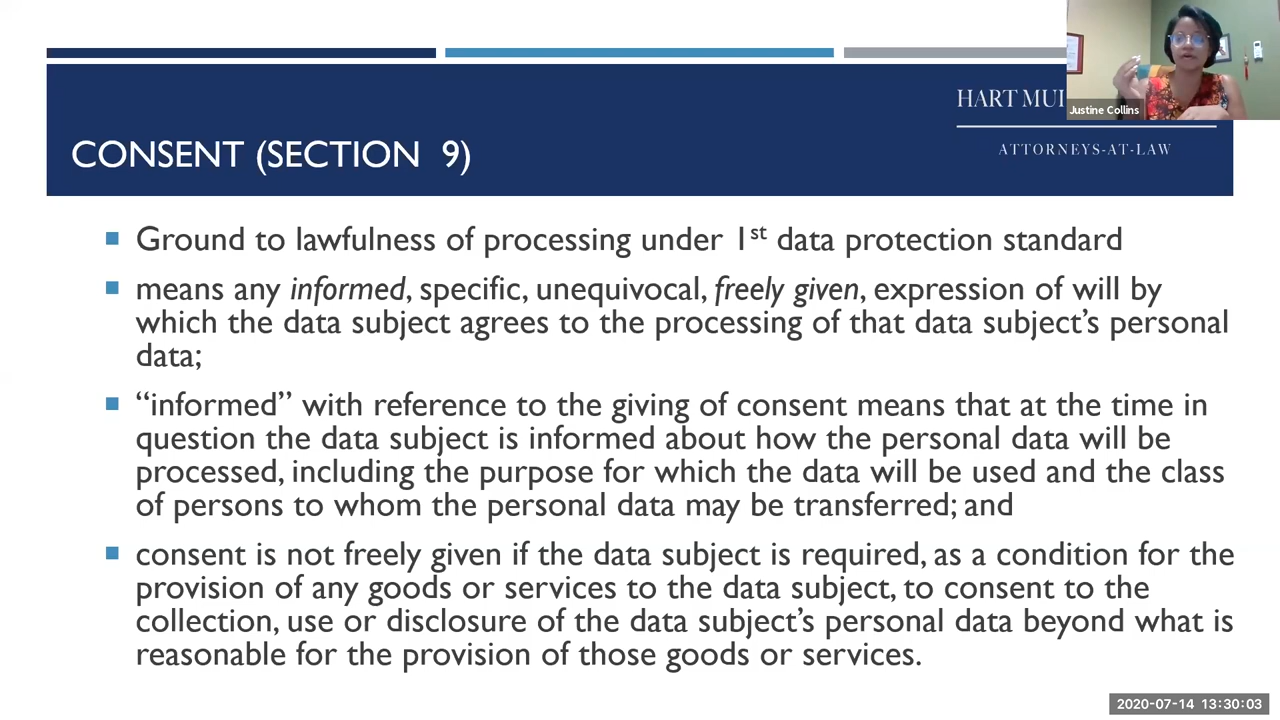 HART MUI
Justine Collins
CONSENT (SECTION 9)
ATTORNEYS-AT-LAW
Ground to lawfulness of processing under 1st data protection standard
means any informed, specific, unequivocal, freely given, expression of will by
which the data subject agrees to the processing of that data subject's personal
data;
“informed” with reference to the giving of consent means that at the time in
question the data subject is informed about how the personal data will be
processed, including the purpose for which the data will be used and the class
of persons to whom the personal data may be transferred; and
consent is not freely given if the data subject is required, as a condition for the
provision of any goods or services to the data subject, to consent to the
collection, use or disclosure of the data subject's personal data beyond what is
reasonable for the provision of those goods or services.
2020-07-14 13:30:03